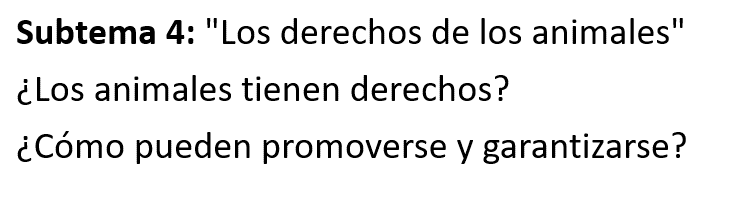 Subtema 4: "Los derechos de los animales"
¿Los animales tienen derechos?
¿Cómo pueden promoverse y garantizarse?